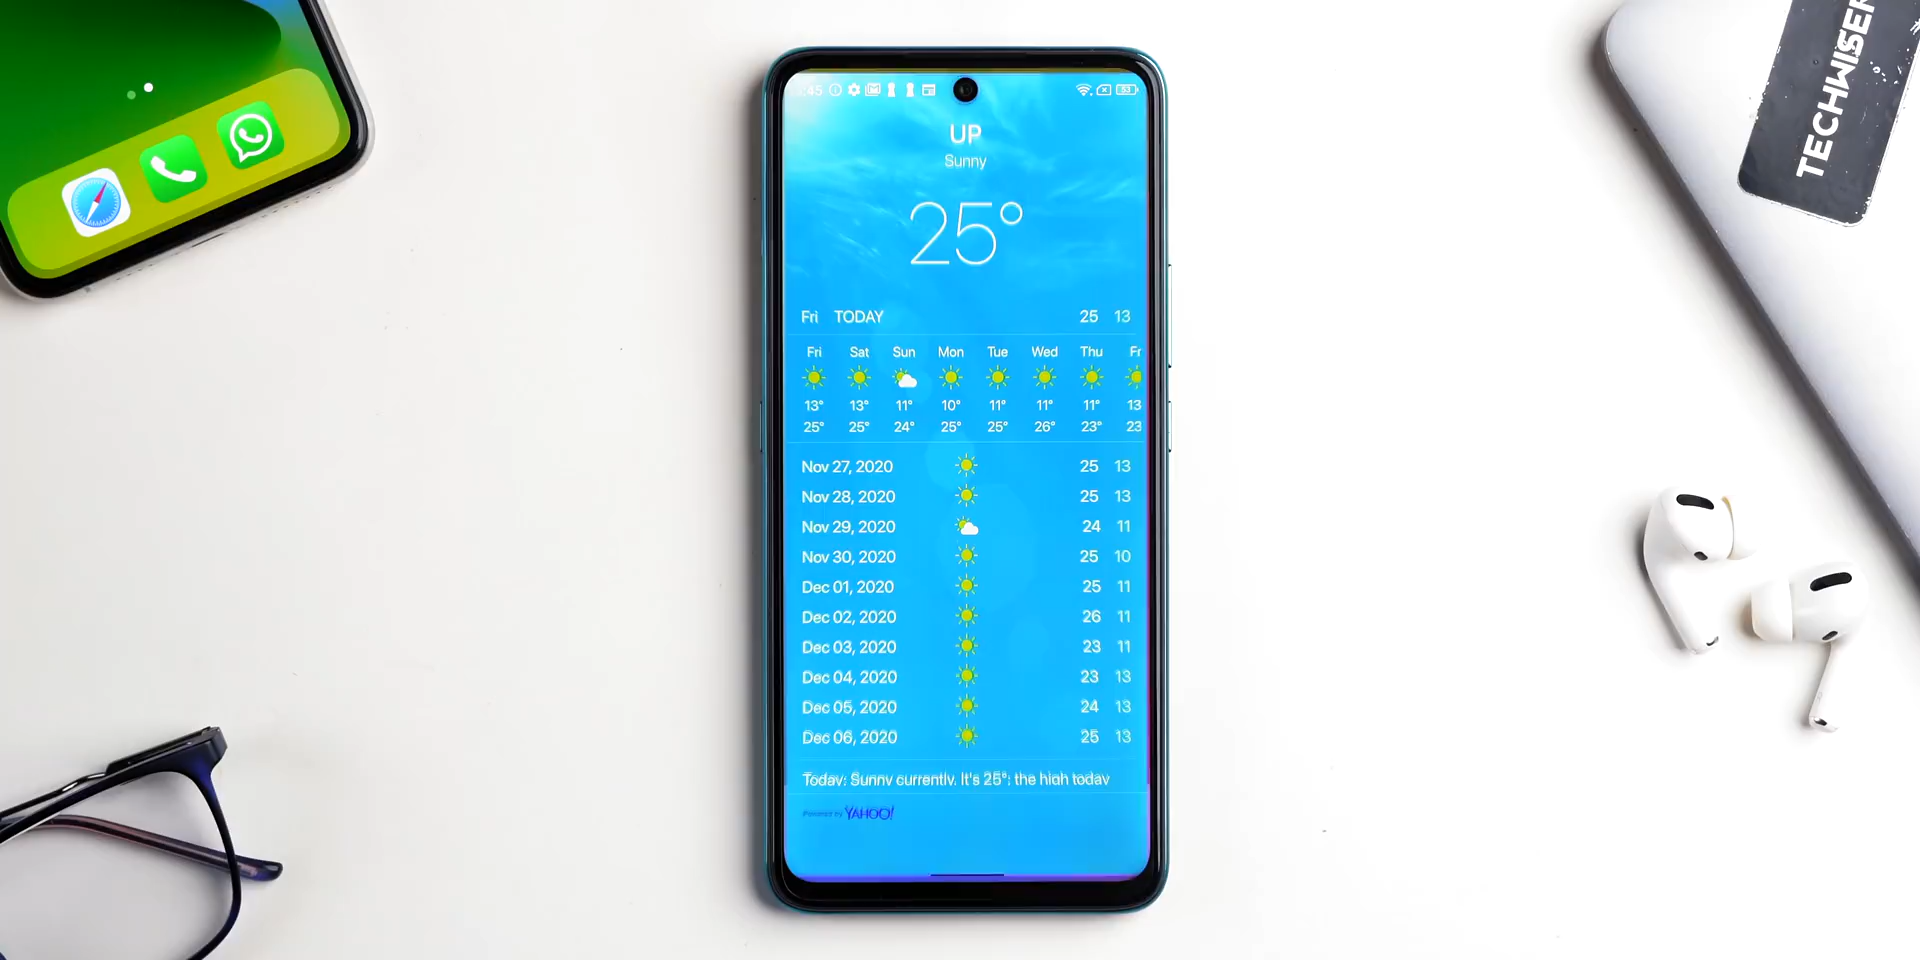 TECHWISER
:45 53
UP
Sunny
25°
Fri TODAY 25 13
Fri Sat Sun Mon Tue Wed Thu Fr
13° 13° 11° 10° 11° 11° 11° 13
25° 25° 24° 25° 25° 26° 23° 23
Nov 27, 2020 25 13
Nov 28, 2020 25 13
Nov 29, 2020 24 11
Nov 30, 2020 25 10
Dec 01, 2020 25 11
Dec 02, 2020 26 11
Dec 03, 2020 23 11
Dec 04, 2020 23 13
Dec 05, 2020 24 13
Dec 06, 2020 25 13
Today: Sunny currently. It's 25°; the high today
Powered by YAHOO!